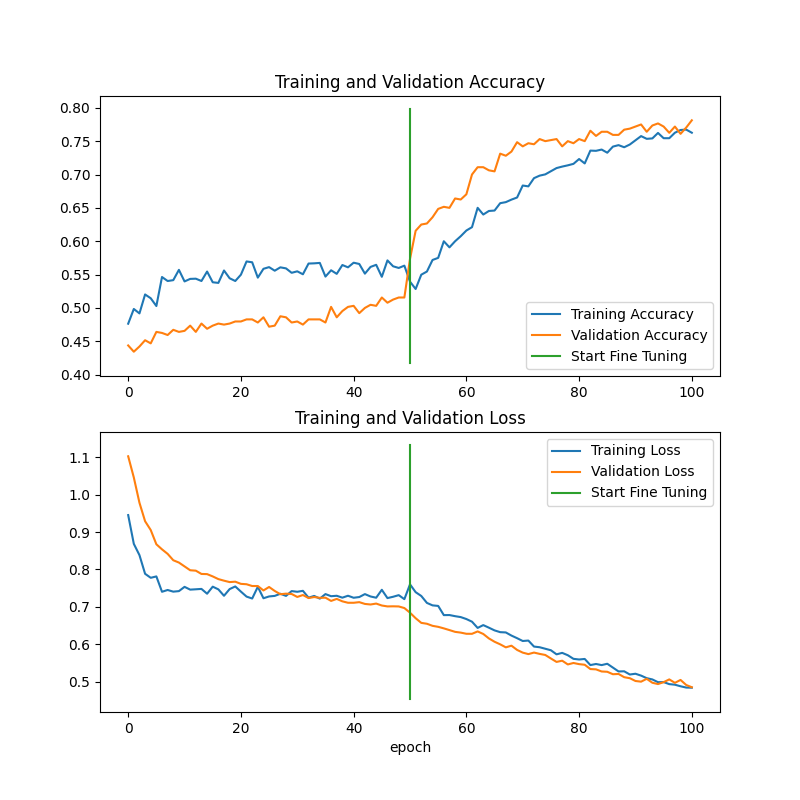 Training and Validation Accuracy
0.80
0.75
0.70
0.65
0.60
0.55
0.50
0.45
0.40
Training Accuracy
Validation Accuracy
Start Fine Tuning
0 20 40 60 80 100
Training and Validation Loss
1.1
1.0
0.9
0.8
0.7
0.6
0.5
Training Loss
Validation Loss
Start Fine Tuning
0 20 40 60 80 100
epoch